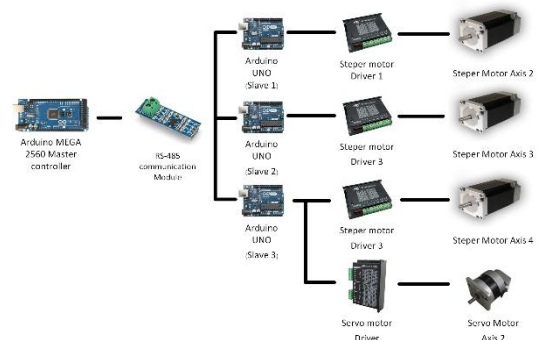 Arduino MEGA
2560 Master
controller
RS-485
communication
Module
Arduino
UNO
(Slave 1)
Steper motor
Driver 1
Steper Motor Axis 2
Arduino
UNO
(Slave 2)
Steper motor
Driver 3
Steper Motor Axis 3
Arduino
UNO
(Slave 3)
Steper motor
Driver 3
Steper Motor Axis 4
Servo motor
Driver
Servo Motor
Axis 2